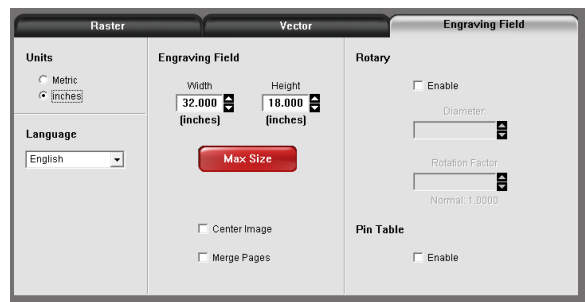 Raster Vector Engraving Field
Units
Metric
inches
Language
English
Engraving Field
Width Height
32.000 18.000
(inches) (inches)
Max Size
Center Image
Merge Pages
Rotary
Enable
Diameter:
Rotation Factor
Normal: 1.0000
Pin Table
Enable